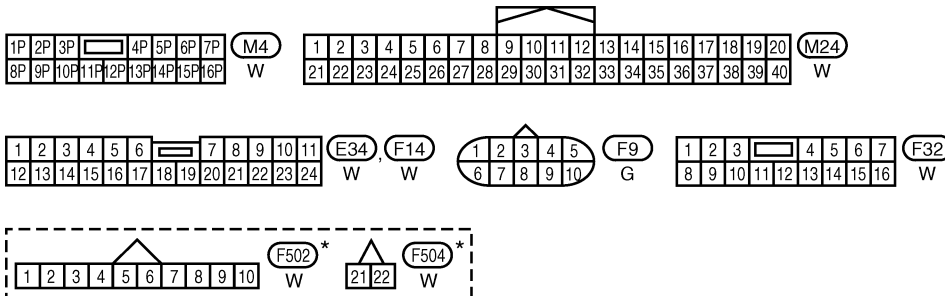 1P 2P 3P 4P 5P 6P 7P M4 1 2 3 4 5 6 7 8 9 10 11 12 13 14 15 16 17 18 19 20 M24
8P 9P 10P 11P 12P 13P 14P 15P 16P W 21 22 23 24 25 26 27 28 29 30 31 32 33 34 35 36 37 38 39 40 W
1 2 3 4 5 6 7 8 9 10 11 E34, F14 1 2 3 4 5 F9 1 2 3 4 5 6 7 F32
12 13 14 15 16 17 18 19 20 21 22 23 24 W W 6 7 8 9 10 G 8 9 10 11 12 13 14 15 16 W
1 2 3 4 5 6 7 8 9 10 F502 * 21 22 F504 *
W W